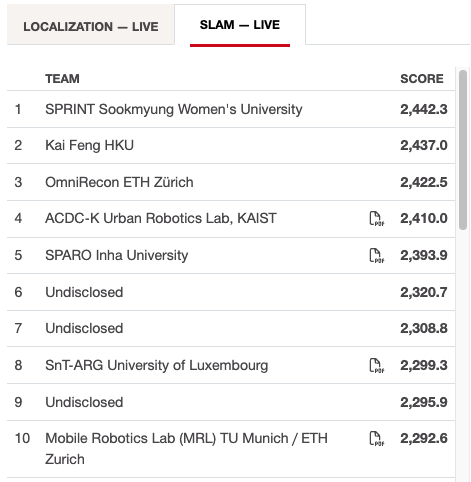 LOCALIZATION — LIVE SLAM — LIVE
TEAM SCORE
1 SPRINT Sookmyung Women's University 2,442.3
2 Kai Feng HKU 2,437.0
3 OmniRecon ETH Zürich 2,422.5
4 ACDC-K Urban Robotics Lab, KAIST PDF 2,410.0
5 SPARO Inha University PDF 2,393.9
6 Undisclosed 2,320.7
7 Undisclosed 2,308.8
8 SnT-ARG University of Luxembourg PDF 2,299.3
9 Undisclosed 2,295.9
10 Mobile Robotics Lab (MRL) TU Munich / ETH PDF 2,292.6
Zurich